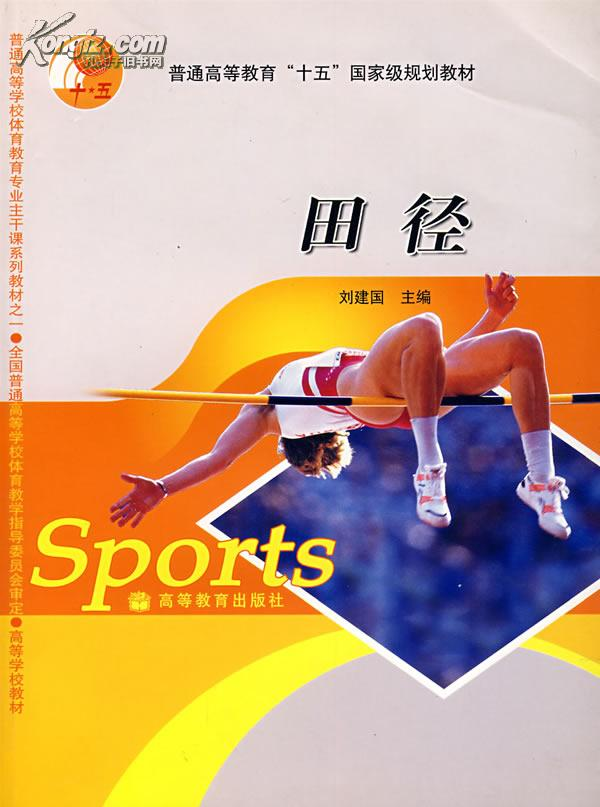 Kongfz.com
孔夫子旧书网
十★五
普通高等教育“十五”国家级规划教材
田径
刘建国 主编
普通高等学校体育教育专业主干课系列教材之一●全国普通高等学校体育教学指导委员会审定●高等学校教材
Sports
高等教育出版社